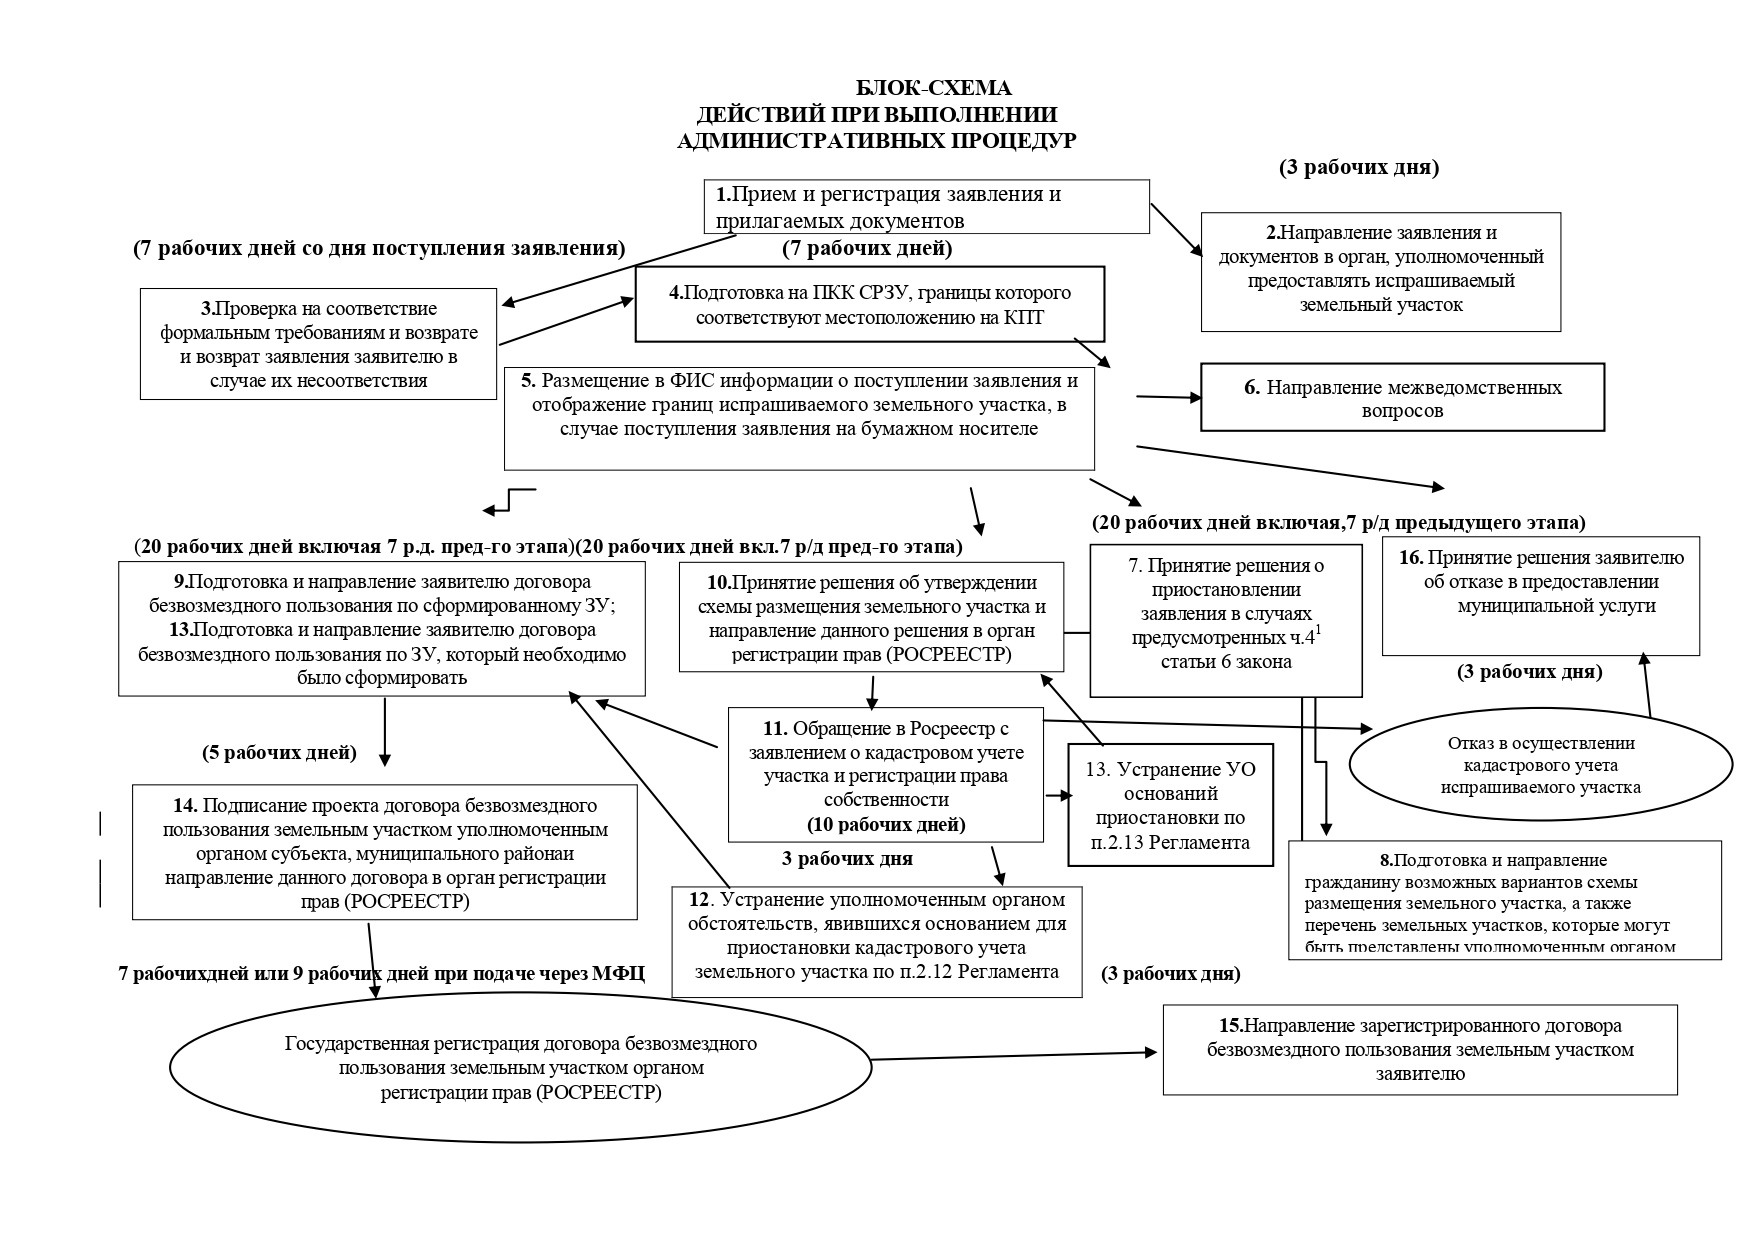 БЛОК-СХЕМА
ДЕЙСТВИЙ ПРИ ВЫПОЛНЕНИИ
АДМИНИСТРАТИВНЫХ ПРОЦЕДУР
(3 рабочих дня)
1.Прием и регистрация заявления и
прилагаемых документов
2.Направление заявления и
документов в орган, уполномоченный
предоставлять испрашиваемый
земельный участок
(7 рабочих дней со дня поступления заявления)
(7 рабочих дней)
3.Проверка на соответствие
формальным требованиям и возврате
и возврат заявления заявителю в
случае их несоответствия
4.Подготовка на ПКК СРЗУ, границы которого
соответствуют местоположению на КПТ
5. Размещение в ФИС информации о поступлении заявления и
отображение границ испрашиваемого земельного участка, в
случае поступления заявления на бумажном носителе
6. Направление межведомственных
вопросов
(20 рабочих дней включая,7 р/д предыдущего этапа)
(20 рабочих дней включая 7 р.д. пред-го этапа)(20 рабочих дней вкл.7 р/д пред-го этапа)
9.Подготовка и направление заявителю договора
безвозмездного пользования по сформированному ЗУ;
13.Подготовка и направление заявителю договора
безвозмездного пользования по ЗУ, который необходимо
было сформировать
10.Принятие решения об утверждении
схемы размещения земельного участка и
направление данного решения в орган
регистрации прав (РОСРЕЕСТР)
7. Принятие решения о
приостановлении
заявления в случаях
предусмотренных ч.4¹
статьи 6 закона
16. Принятие решения заявителю
об отказе в предоставлении
муниципальной услуги
(3 рабочих дня)
11. Обращение в Росреестр с
заявлением о кадастровом учете
участка и регистрации права
собственности
(10 рабочих дней)
13. Устранение УО
оснований
приостановки по
п.2.13 Регламента
Отказ в осуществлении
кадастрового учета
испрашиваемого участка
(5 рабочих дней)
14. Подписание проекта договора безвозмездного
пользования земельным участком уполномоченным
органом субъекта, муниципального районаи
направление данного договора в орган регистрации
прав (РОСРЕЕСТР)
3 рабочих дня
12. Устранение уполномоченным органом
обстоятельств, явившихся основанием для
приостановки кадастрового учета
земельного участка по п.2.12 Регламента
8.Подготовка и направление
гражданину возможных вариантов схемы
размещения земельного участка, а также
перечень земельных участков, которые могут
быть представлены уполномоченным органом
7 рабочихдней или 9 рабочих дней при подаче через МФЦ
(3 рабочих дня)
Государственная регистрация договора безвозмездного
пользования земельным участком органом
регистрации прав (РОСРЕЕСТР)
15.Направление зарегистрированного договора
безвозмездного пользования земельным участком
заявителю